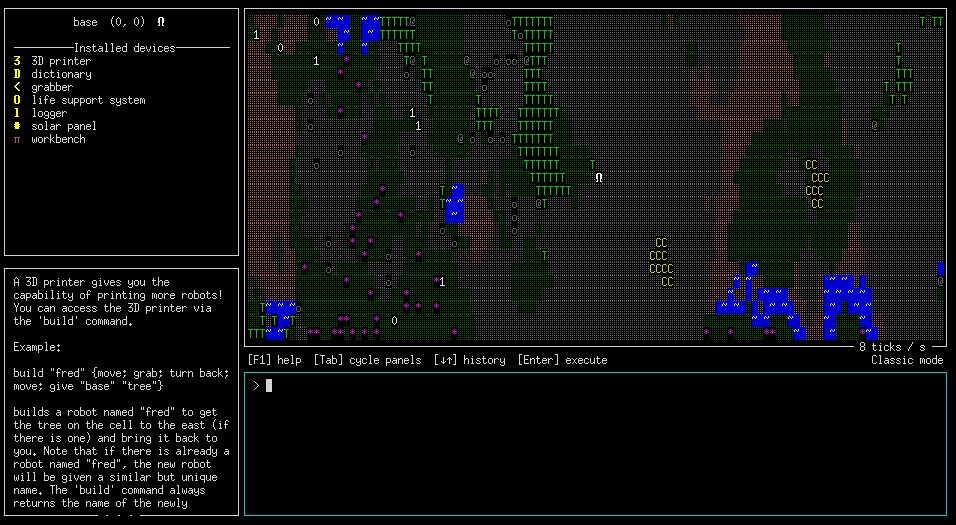 base (0, 0) Ω
Installed devices
3 3D printer
D dictionary
< grabber
O life support system
l logger
# solar panel
π workbench
A 3D printer gives you the
capability of printing more robots!
You can access the 3D printer via
the 'build' command.
Example:
build "fred" {move; grab; turn back;
move; give "base" "tree"}
builds a robot named "fred" to get
the tree on the cell to the east (if
there is one) and bring it back to
you. Note that if there is already a
robot named "fred", the new robot
will be given a similar but unique
name. The 'build' command always
returns the name of the newly
8 ticks / s
[F1] help [Tab] cycle panels [↓↑] history [Enter] execute Classic mode
>